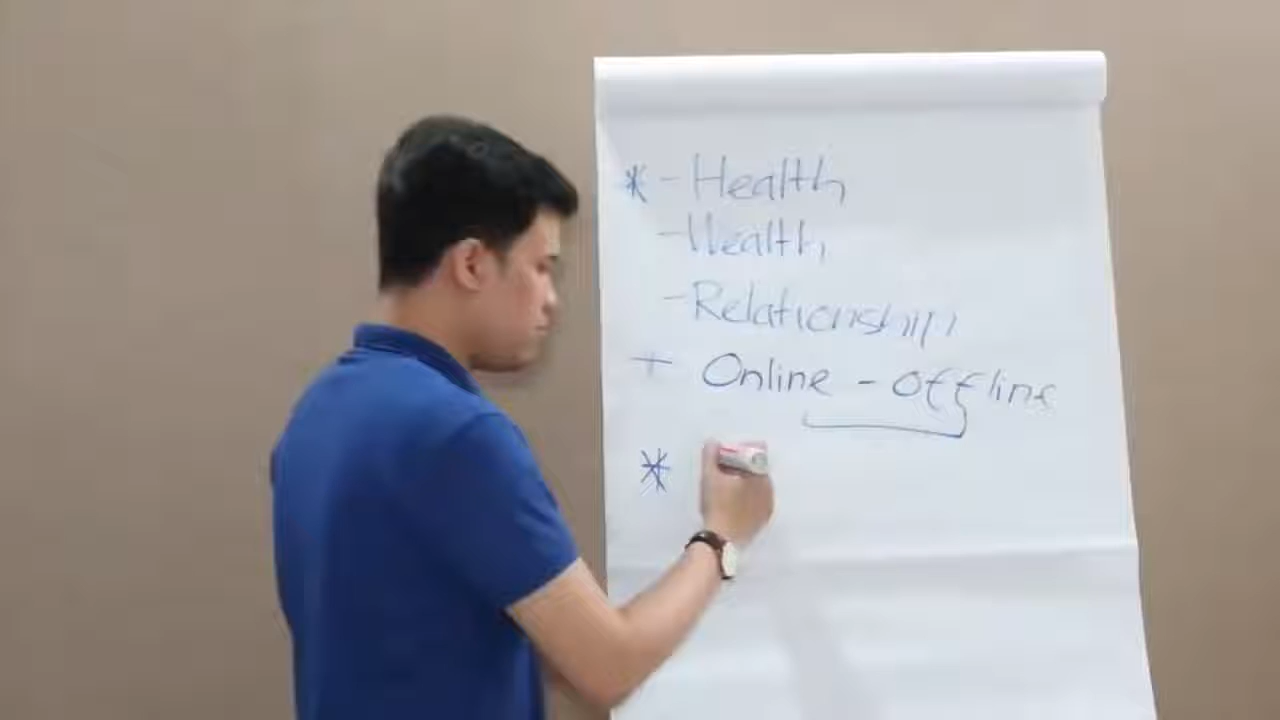 * - Health
- Wealth
- Relationship
+ Online - Offline
*